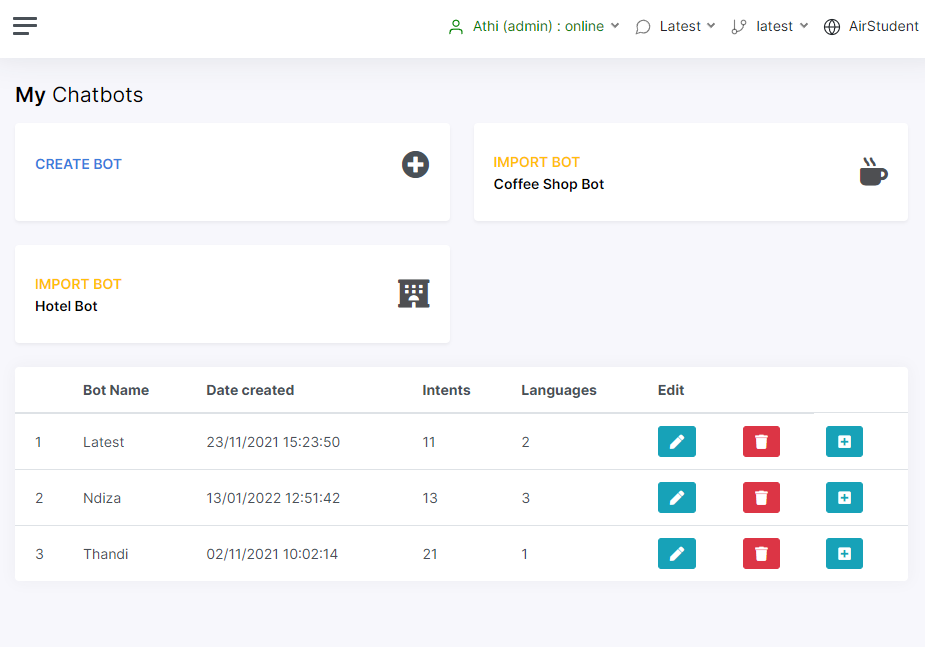 Athi (admin) : online Latest latest AirStudent
My Chatbots
CREATE BOT
IMPORT BOT
Coffee Shop Bot
IMPORT BOT
Hotel Bot
Bot Name Date created Intents Languages Edit
1 Latest 23/11/2021 15:23:50 11 2
2 Ndiza 13/01/2022 12:51:42 13 3
3 Thandi 02/11/2021 10:02:14 21 1